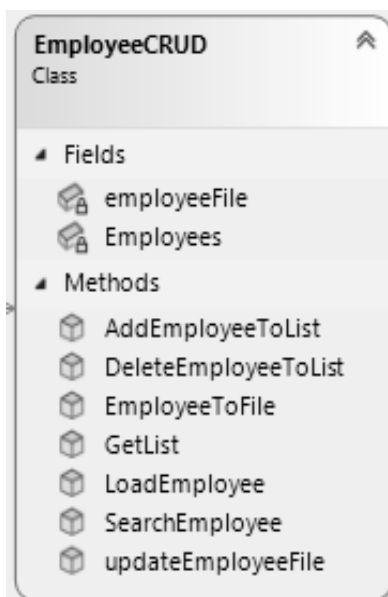 EmployeeCRUD
Class
Fields
employeeFile
Employees
Methods
AddEmployeeToList
DeleteEmployeeToList
EmployeeToFile
GetList
LoadEmployee
SearchEmployee
updateEmployeeFile